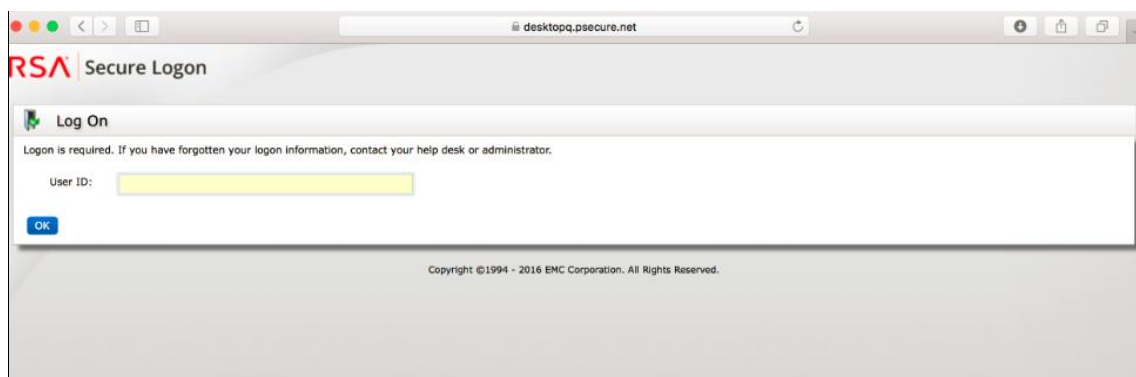 desktopq.psecure.net
RSA Secure Logon
Log On
Logon is required. If you have forgotten your logon information, contact your help desk or administrator.
User ID:
OK
Copyright ©1994 - 2016 EMC Corporation. All Rights Reserved.